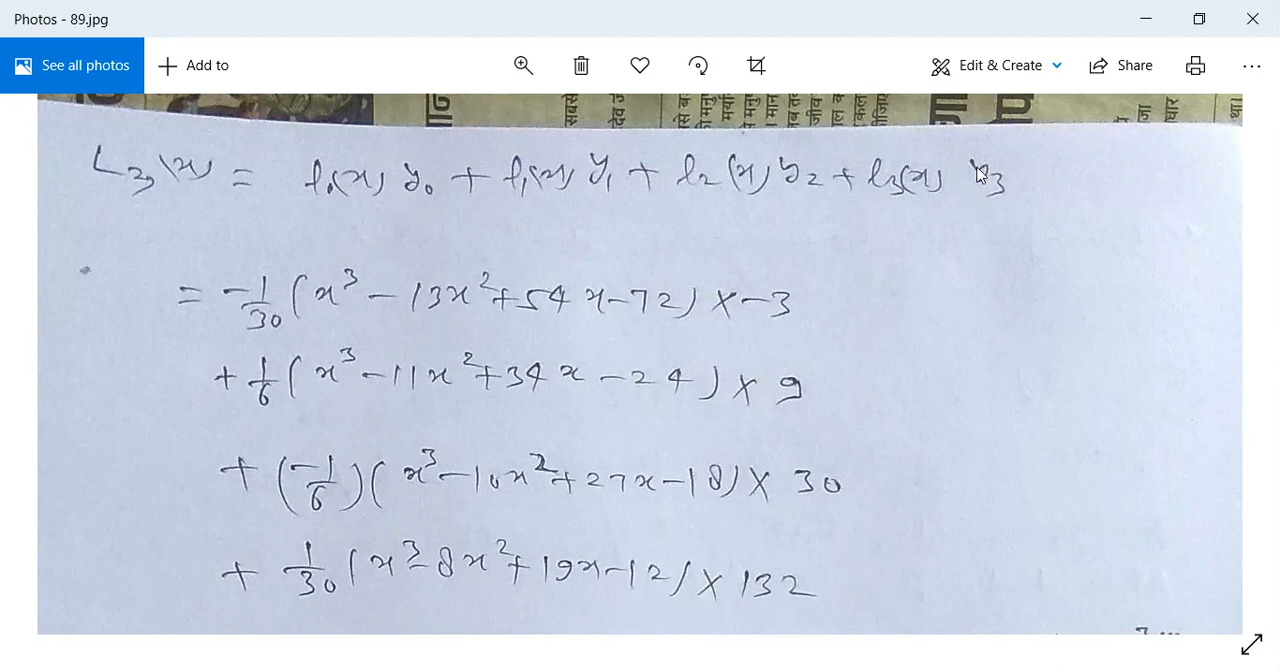 Photos - 89.jpg
See all photos
Add to
Edit & Create
Share
L₃(x) = l₀(x) y₀ + l₁(x) y₁ + l₂(x) y₂ + l₃(x) y₃
= -1/30 (x³ - 13x² + 54x - 72) × -3
+ 1/6 (x³ - 11x² + 34x - 24) × 9
+ (-1/6) (x³ - 10x² + 27x - 18) × 30
+ 1/30 (x³ - 8x² + 19x - 12) × 132